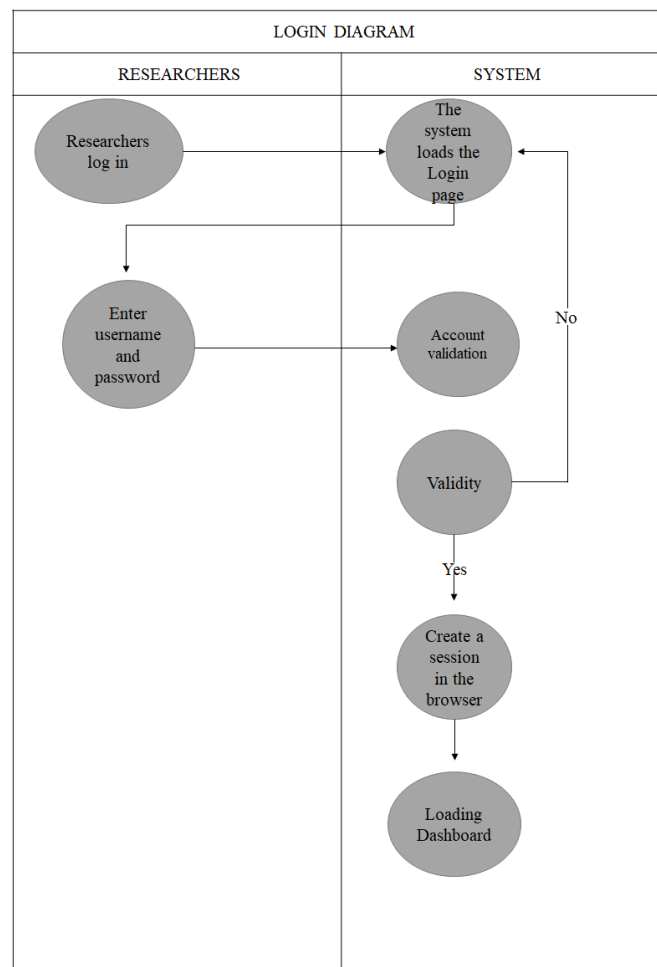 LOGIN DIAGRAM
RESEARCHERS
SYSTEM
Researchers
log in
The
system
loads the
Login
page
Enter
username
and
password
Account
validation
No
Validity
Yes
Create a
session
in the
browser
Loading
Dashboard